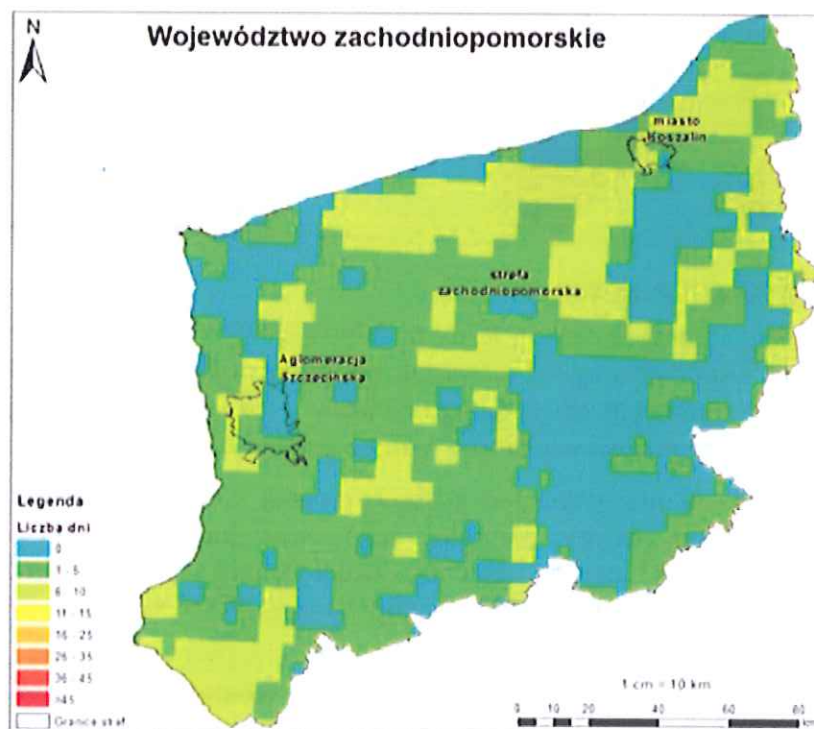 Województwo zachodniopomorskie
N
miasto
Koszalin
strefa
zachodniopomorska
Aglomeracja
Szczecińska
Legenda
Liczba dni
0
1 - 5
6 - 10
11 - 15
16 - 25
26 - 35
36 - 45
>45
Granice stref
1 cm = 10 km
0 10 20 40 60 80
km